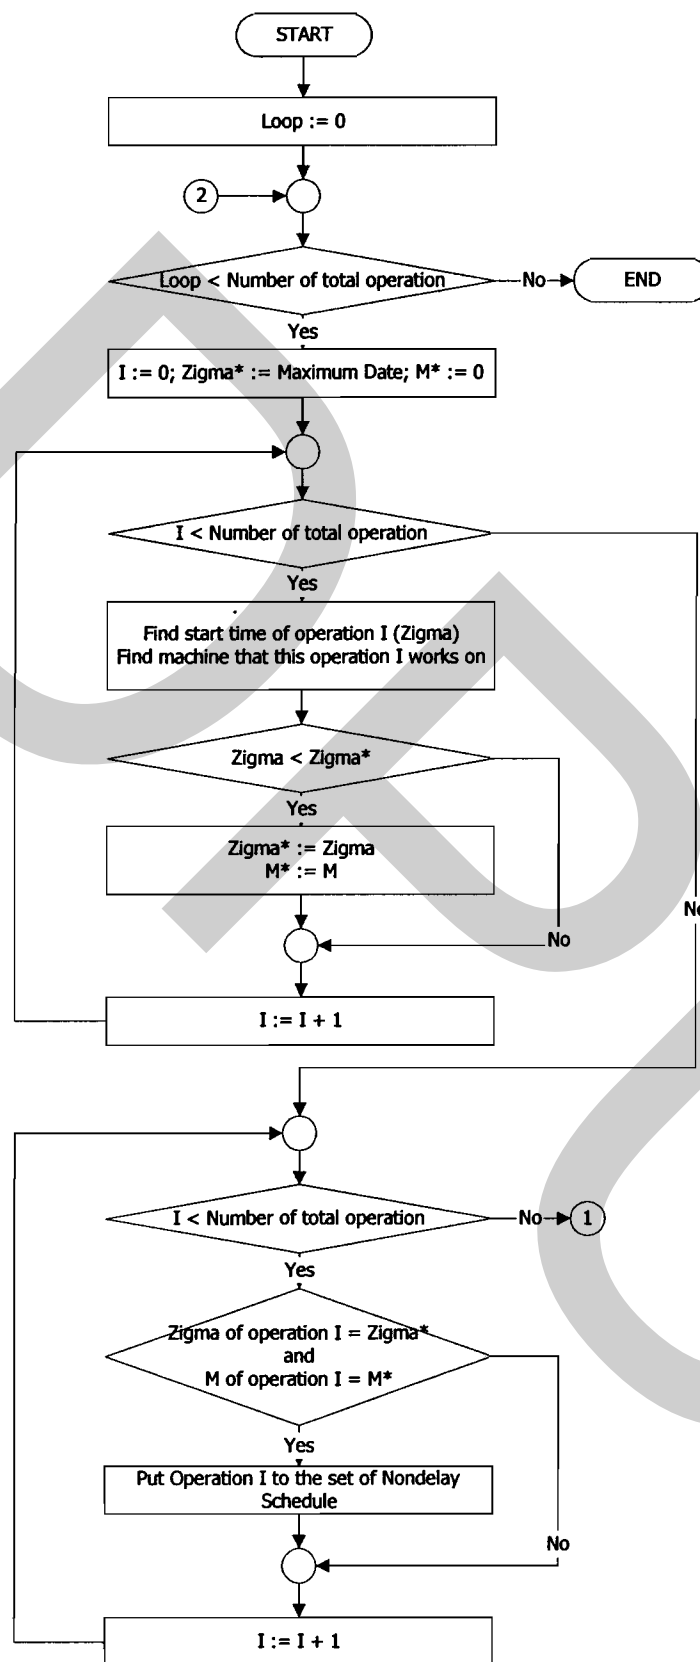 START
Loop := 0
2
Loop < Number of total operation
No
END
Yes
I := 0; Zigma* := Maximum Date; M* := 0
I < Number of total operation
Yes
Find start time of operation I (Zigma)
Find machine that this operation I works on
Zigma < Zigma*
Yes
Zigma* := Zigma
M* := M
No
No
I := I + 1
I < Number of total operation
No
1
Yes
Zigma of operation I = Zigma*
and
M of operation I = M*
Yes
Put Operation I to the set of Nondelay
Schedule
No
I := I + 1